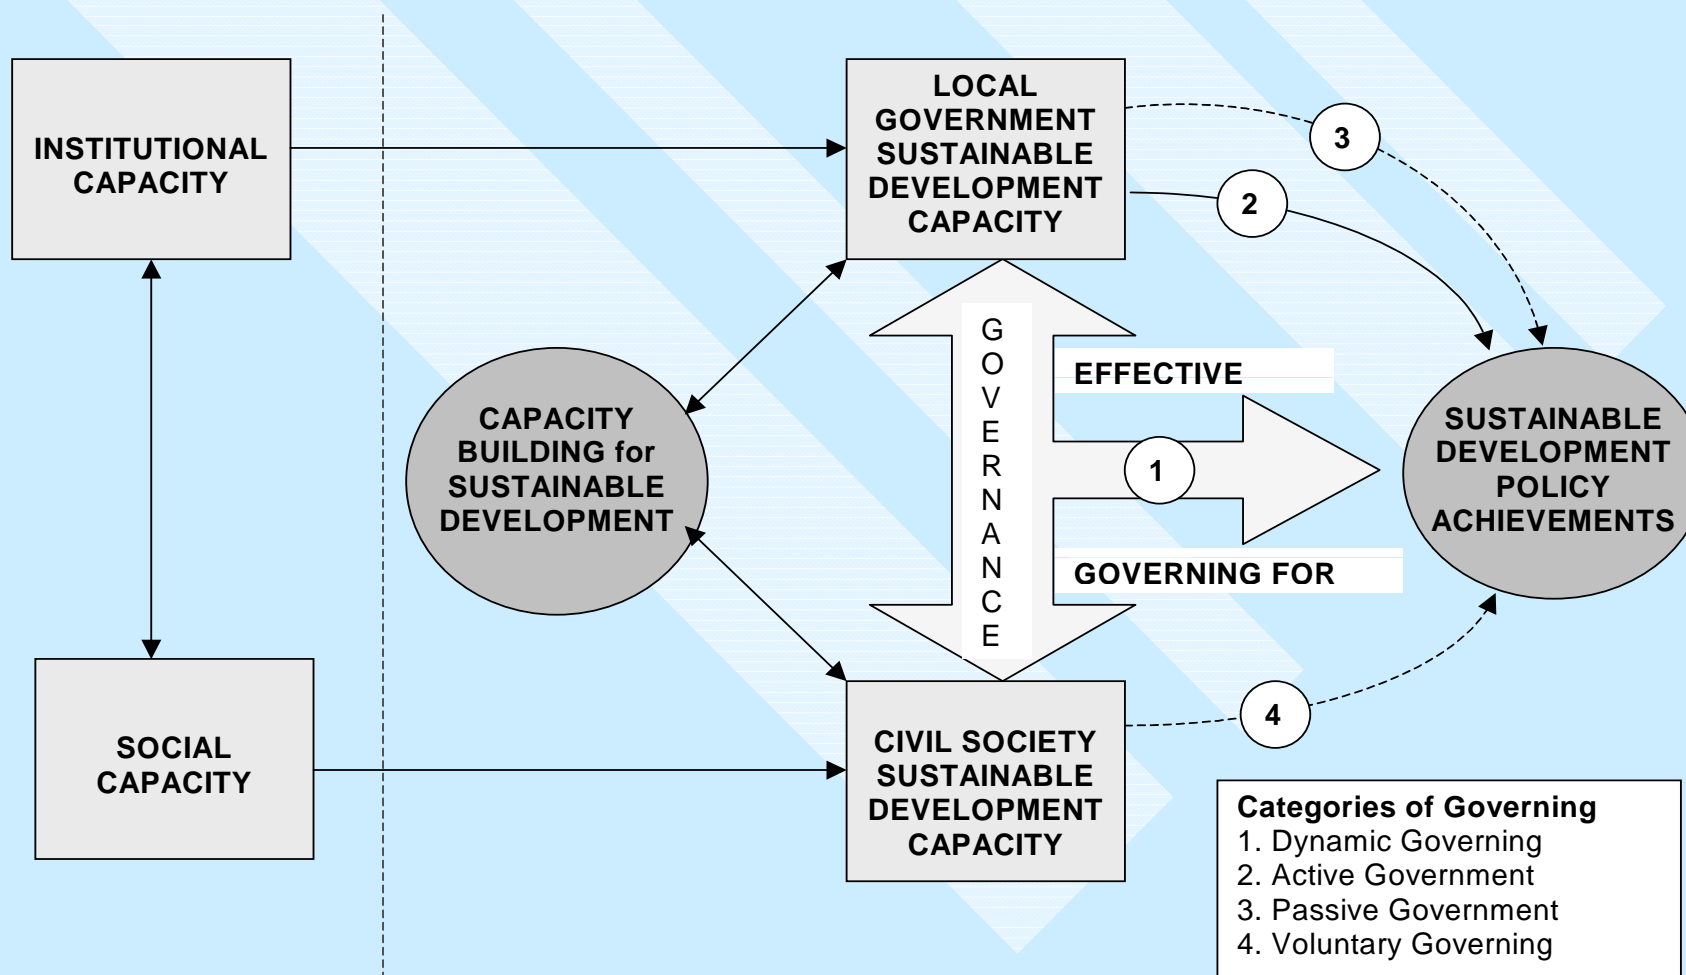 INSTITUTIONAL
CAPACITY
LOCAL
GOVERNMENT
SUSTAINABLE
DEVELOPMENT
CAPACITY
3
2
G
O
V
E
R
N
A
N
C
E
EFFECTIVE
1
GOVERNING FOR
CAPACITY
BUILDING for
SUSTAINABLE
DEVELOPMENT
SUSTAINABLE
DEVELOPMENT
POLICY
ACHIEVEMENTS
SOCIAL
CAPACITY
CIVIL SOCIETY
SUSTAINABLE
DEVELOPMENT
CAPACITY
4
Categories of Governing
1. Dynamic Governing
2. Active Government
3. Passive Government
4. Voluntary Governing